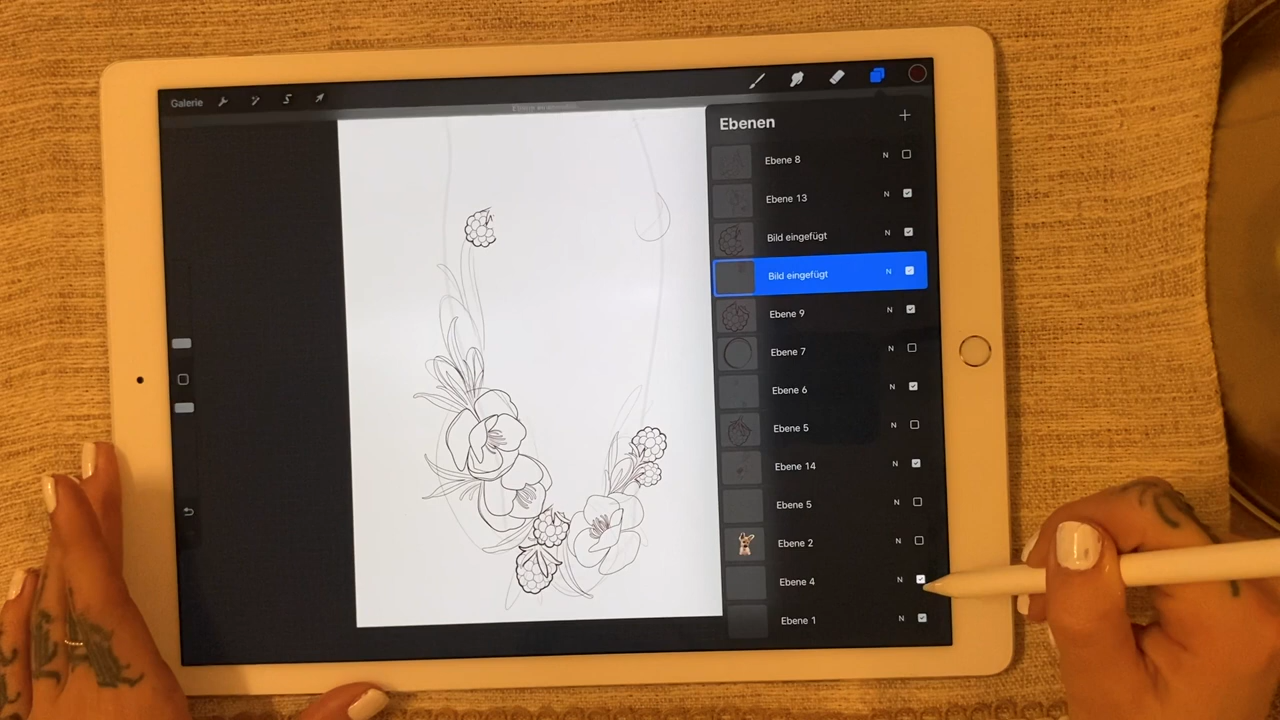 Galerie
Ebenen
Ebene 8 N
Ebene 13 N
Bild eingefügt N
Bild eingefügt N
Ebene 9 N
Ebene 7 N
Ebene 6 N
Ebene 5 N
Ebene 14 N
Ebene 5 N
Ebene 2 N
Ebene 4 N
Ebene 1 N